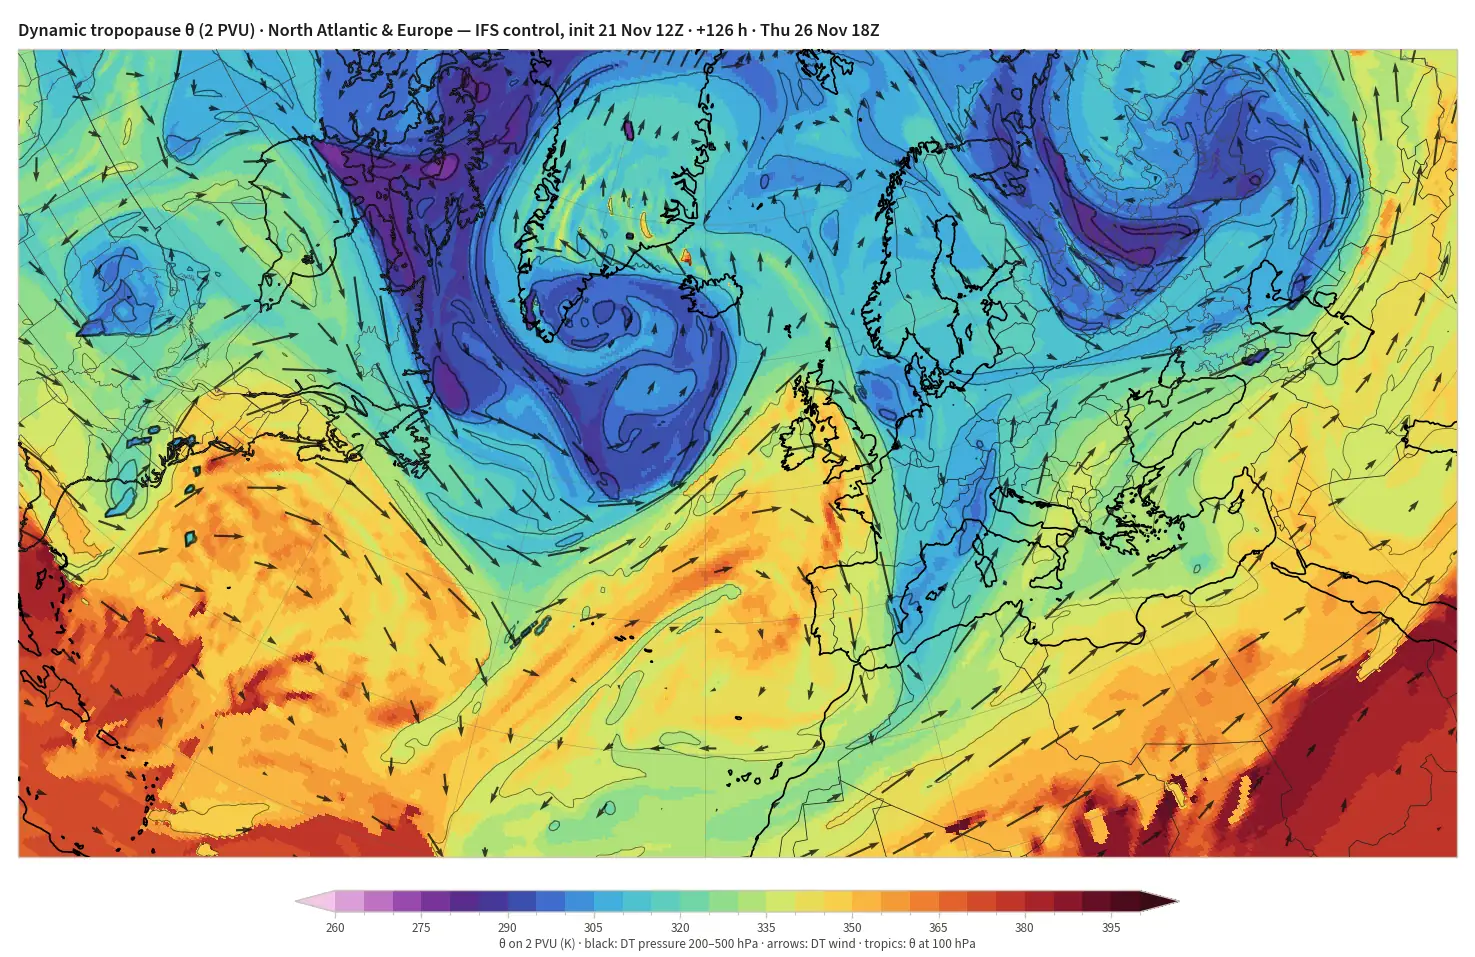 Dynamic tropopause θ (2 PVU) · North Atlantic & Europe — IFS control, init 21 Nov 12Z · +126 h · Thu 26 Nov 18Z
260 275 290 305 320 335 350 365 380 395
θ on 2 PVU (K) · black: DT pressure 200–500 hPa · arrows: DT wind · tropics: θ at 100 hPa